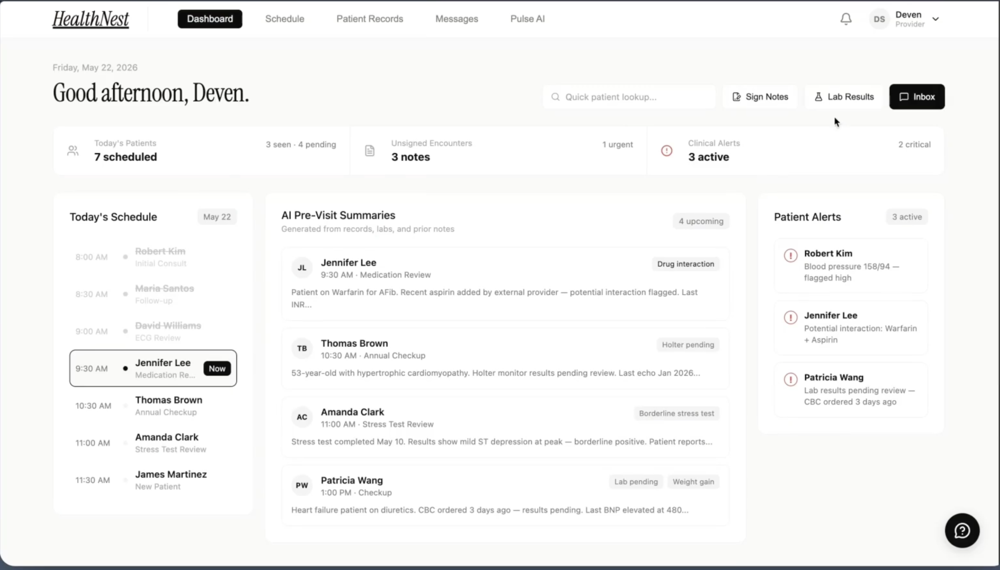 HealthNest
Dashboard
Schedule
Patient Records
Messages
Pulse AI
DS
Deven
Provider
Friday, May 22, 2026
Good afternoon, Deven.
Quick patient lookup...
Sign Notes
Lab Results
Inbox
Today's Patients
7 scheduled
3 seen · 4 pending
Unsigned Encounters
3 notes
1 urgent
Clinical Alerts
3 active
2 critical
Today's Schedule
May 22
8:00 AM
Robert Kim
Initial Consult
8:30 AM
Maria Santos
Follow-up
9:00 AM
David Williams
ECG Review
9:30 AM
Jennifer Lee
Medication Re...
Now
10:30 AM
Thomas Brown
Annual Checkup
11:00 AM
Amanda Clark
Stress Test Review
11:30 AM
James Martinez
New Patient
AI Pre-Visit Summaries
Generated from records, labs, and prior notes
4 upcoming
JL
Jennifer Lee
9:30 AM · Medication Review
Drug interaction
Patient on Warfarin for AFib. Recent aspirin added by external provider — potential interaction flagged. Last
INR...
TB
Thomas Brown
10:30 AM · Annual Checkup
Holter pending
53-year-old with hypertrophic cardiomyopathy. Holter monitor results pending review. Last echo Jan 2026...
AC
Amanda Clark
11:00 AM · Stress Test Review
Borderline stress test
Stress test completed May 10. Results show mild ST depression at peak — borderline positive. Patient reports...
PW
Patricia Wang
1:00 PM · Checkup
Lab pending
Weight gain
Heart failure patient on diuretics. CBC ordered 3 days ago — results pending. Last BNP elevated at 480...
Patient Alerts
3 active
Robert Kim
Blood pressure 158/94 —
flagged high
Jennifer Lee
Potential interaction: Warfarin
+ Aspirin
Patricia Wang
Lab results pending review —
CBC ordered 3 days ago